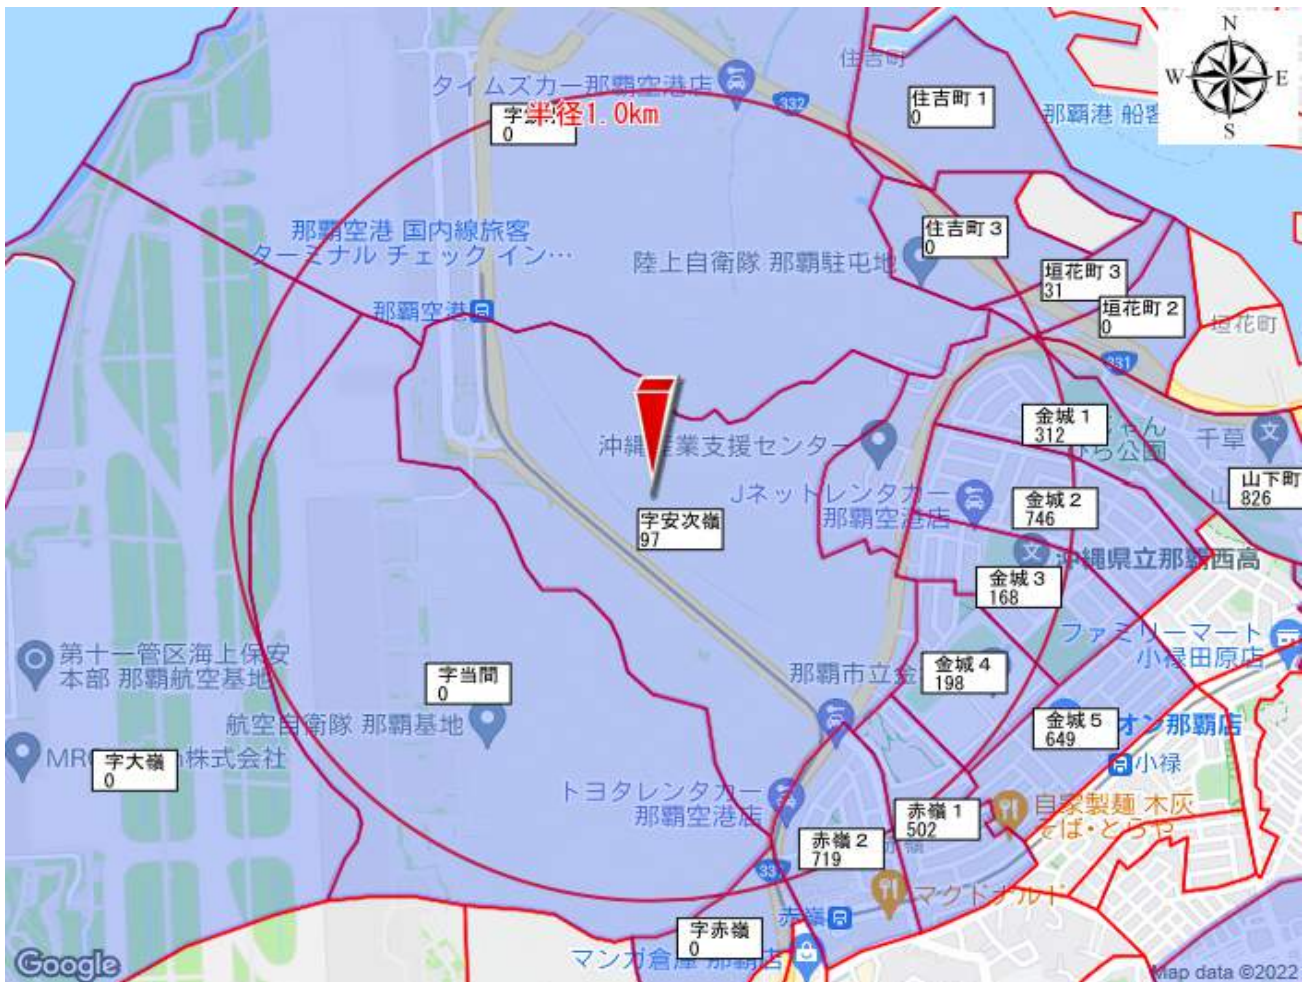 N
W
E
S
住吉町
タイムズカー那覇空港店
332
住吉町1
0
那覇港 船客
半径1.0km
0
那覇空港 国内線旅客
ターミナル チェック イン…
住吉町3
0
陸上自衛隊 那覇駐屯地
垣花町3
31
垣花町2
0
垣花町
那覇空港
331
金城1
312
ひら公園
千草
沖縄産業支援センター
山下町
826
Jネットレンタカー
那覇空港店
金城2
746
字安次嶺
97
沖縄県立那覇西高
金城3
168
ファミリーマート
小禄田原店
第十一管区海上保安
本部 那覇航空基地
字当間
0
那覇市立金
金城4
198
航空自衛隊 那覇基地
金城5
649
オン那覇店
小禄
字大嶺
0
株式会社
トヨタレンタカー
那覇空港店
赤嶺1
502
自家製麺 木灰
そば・とらや
赤嶺2
719
マクドナルド
赤嶺
字赤嶺
0
マンガ倉庫 那覇店
Google
Map data ©2022